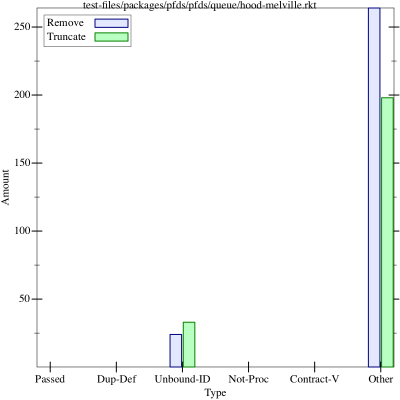 test-files/packages/pfds/pfds/queue/hood-melville.rkt
Remove
Truncate
250
200
150
100
50
Amount
Passed Dup-Def Unbound-ID Not-Proc Contract-V Other
Type